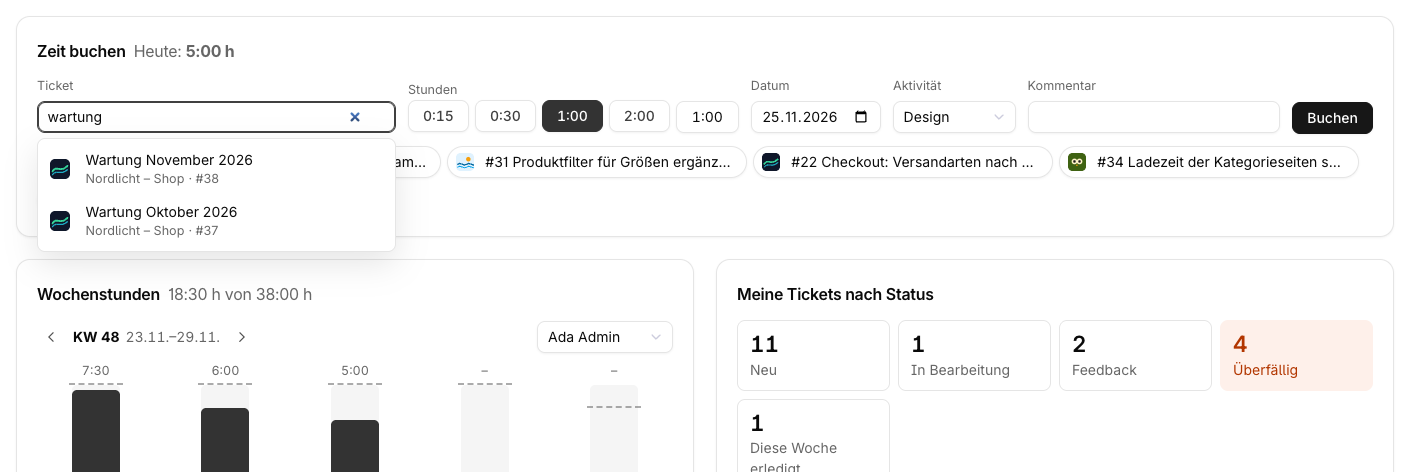 Zeit buchen Heute: 5:00 h
Ticket
Stunden
Datum
Aktivität
Kommentar
wartung
0:15
0:30
1:00
2:00
1:00
25.11.2026
Design
Buchen
Wartung November 2026
Nordlicht – Shop · #38
Wartung Oktober 2026
Nordlicht – Shop · #37
am...
#31 Produktfilter für Größen ergänz...
#22 Checkout: Versandarten nach ...
#34 Ladezeit der Kategorieseiten s...
Wochenstunden 18:30 h von 38:00 h
KW 48 23.11.–29.11.
Ada Admin
7:30
6:00
5:00
–
–
Meine Tickets nach Status
11
Neu
1
In Bearbeitung
2
Feedback
4
Überfällig
1
Diese Woche
erledigt